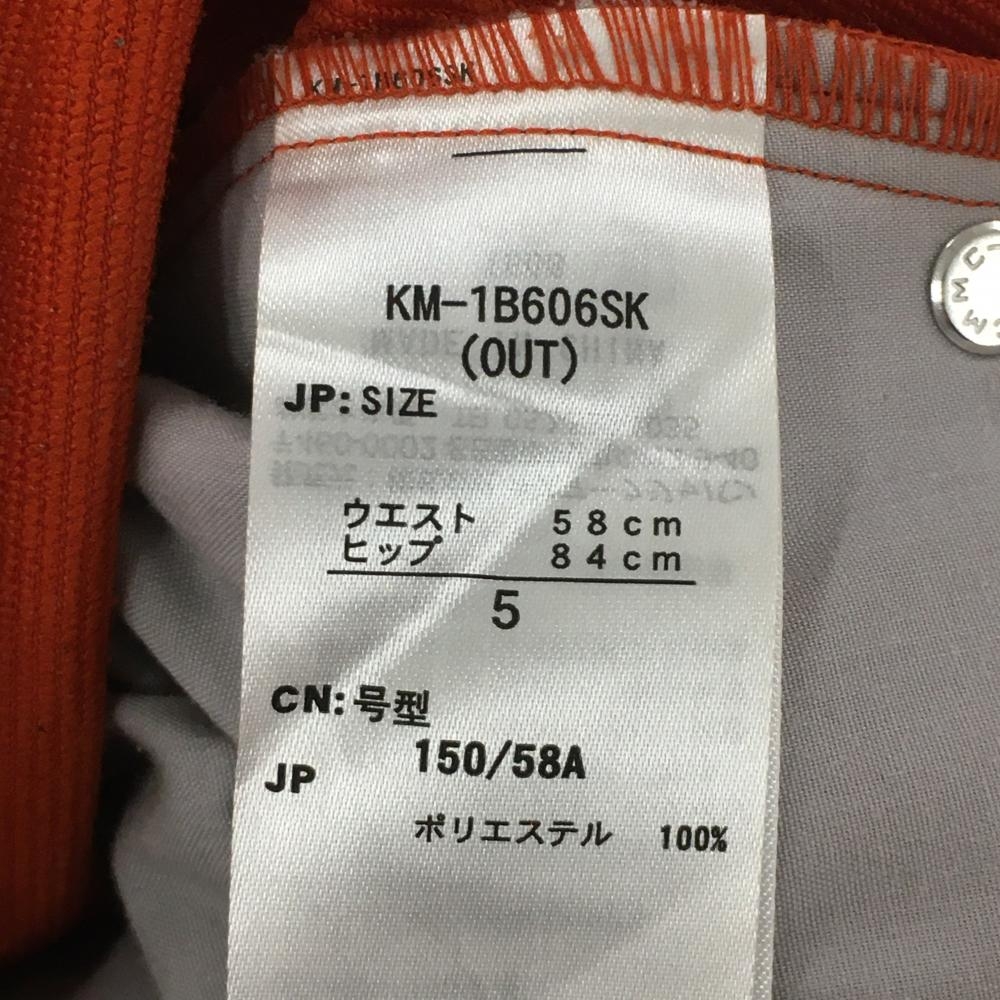 KM-1B606SK
KM-1B606SK
(OUT)
JP: SIZE
ウエスト 58cm
ヒップ 84cm
5
CN: 号型
150/58A
JP
ポリエステル 100%